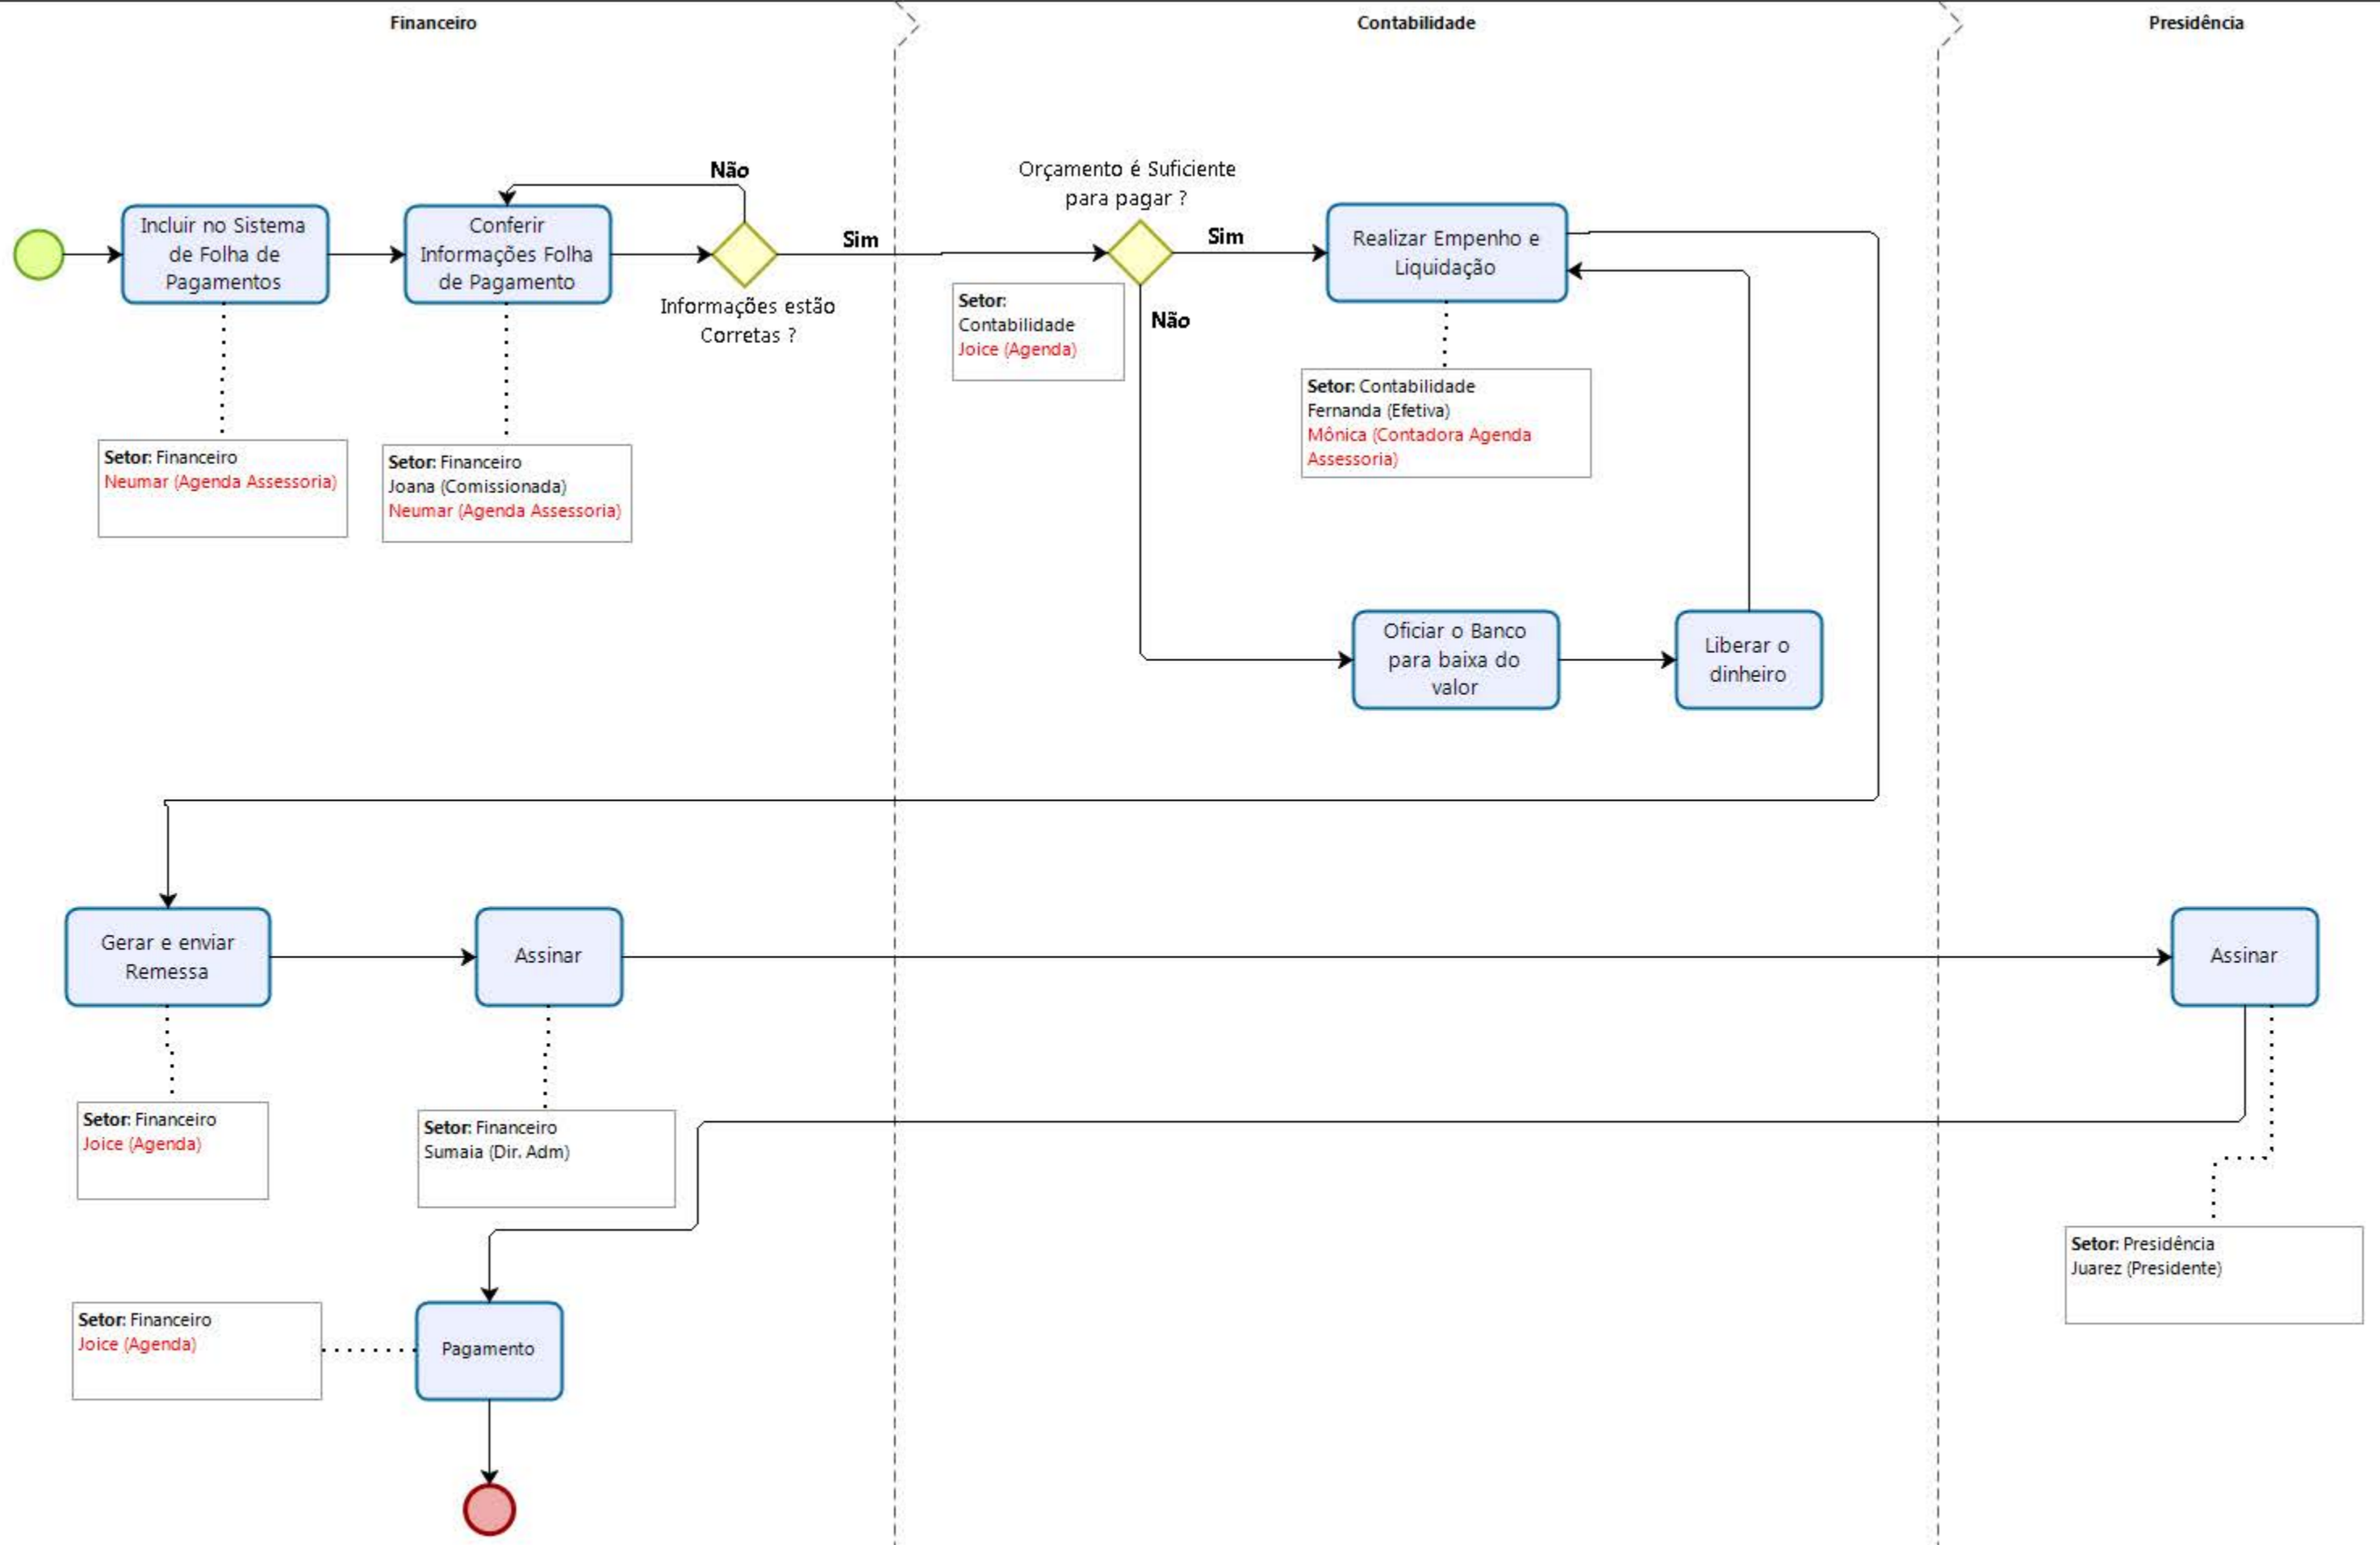 Financeiro
Contabilidade
Presidência
Incluir no Sistema
de Folha de
Pagamentos
Conferir
Informações Folha
de Pagamento
Não
Informações estão
Corretas ?
Sim
Orçamento é Suficiente
para pagar ?
Sim
Não
Realizar Empenho e
Liquidação
Setor: Financeiro
Neumar (Agenda Assessoria)
Setor: Financeiro
Joana (Comissionada)
Neumar (Agenda Assessoria)
Setor:
Contabilidade
Joice (Agenda)
Setor: Contabilidade
Fernanda (Efetiva)
Mônica (Contadora Agenda
Assessoria)
Oficiar o Banco
para baixa do
valor
Liberar o
dinheiro
Gerar e enviar
Remessa
Assinar
Assinar
Setor: Financeiro
Joice (Agenda)
Setor: Financeiro
Sumaia (Dir. Adm)
Setor: Presidência
Juarez (Presidente)
Setor: Financeiro
Joice (Agenda)
Pagamento